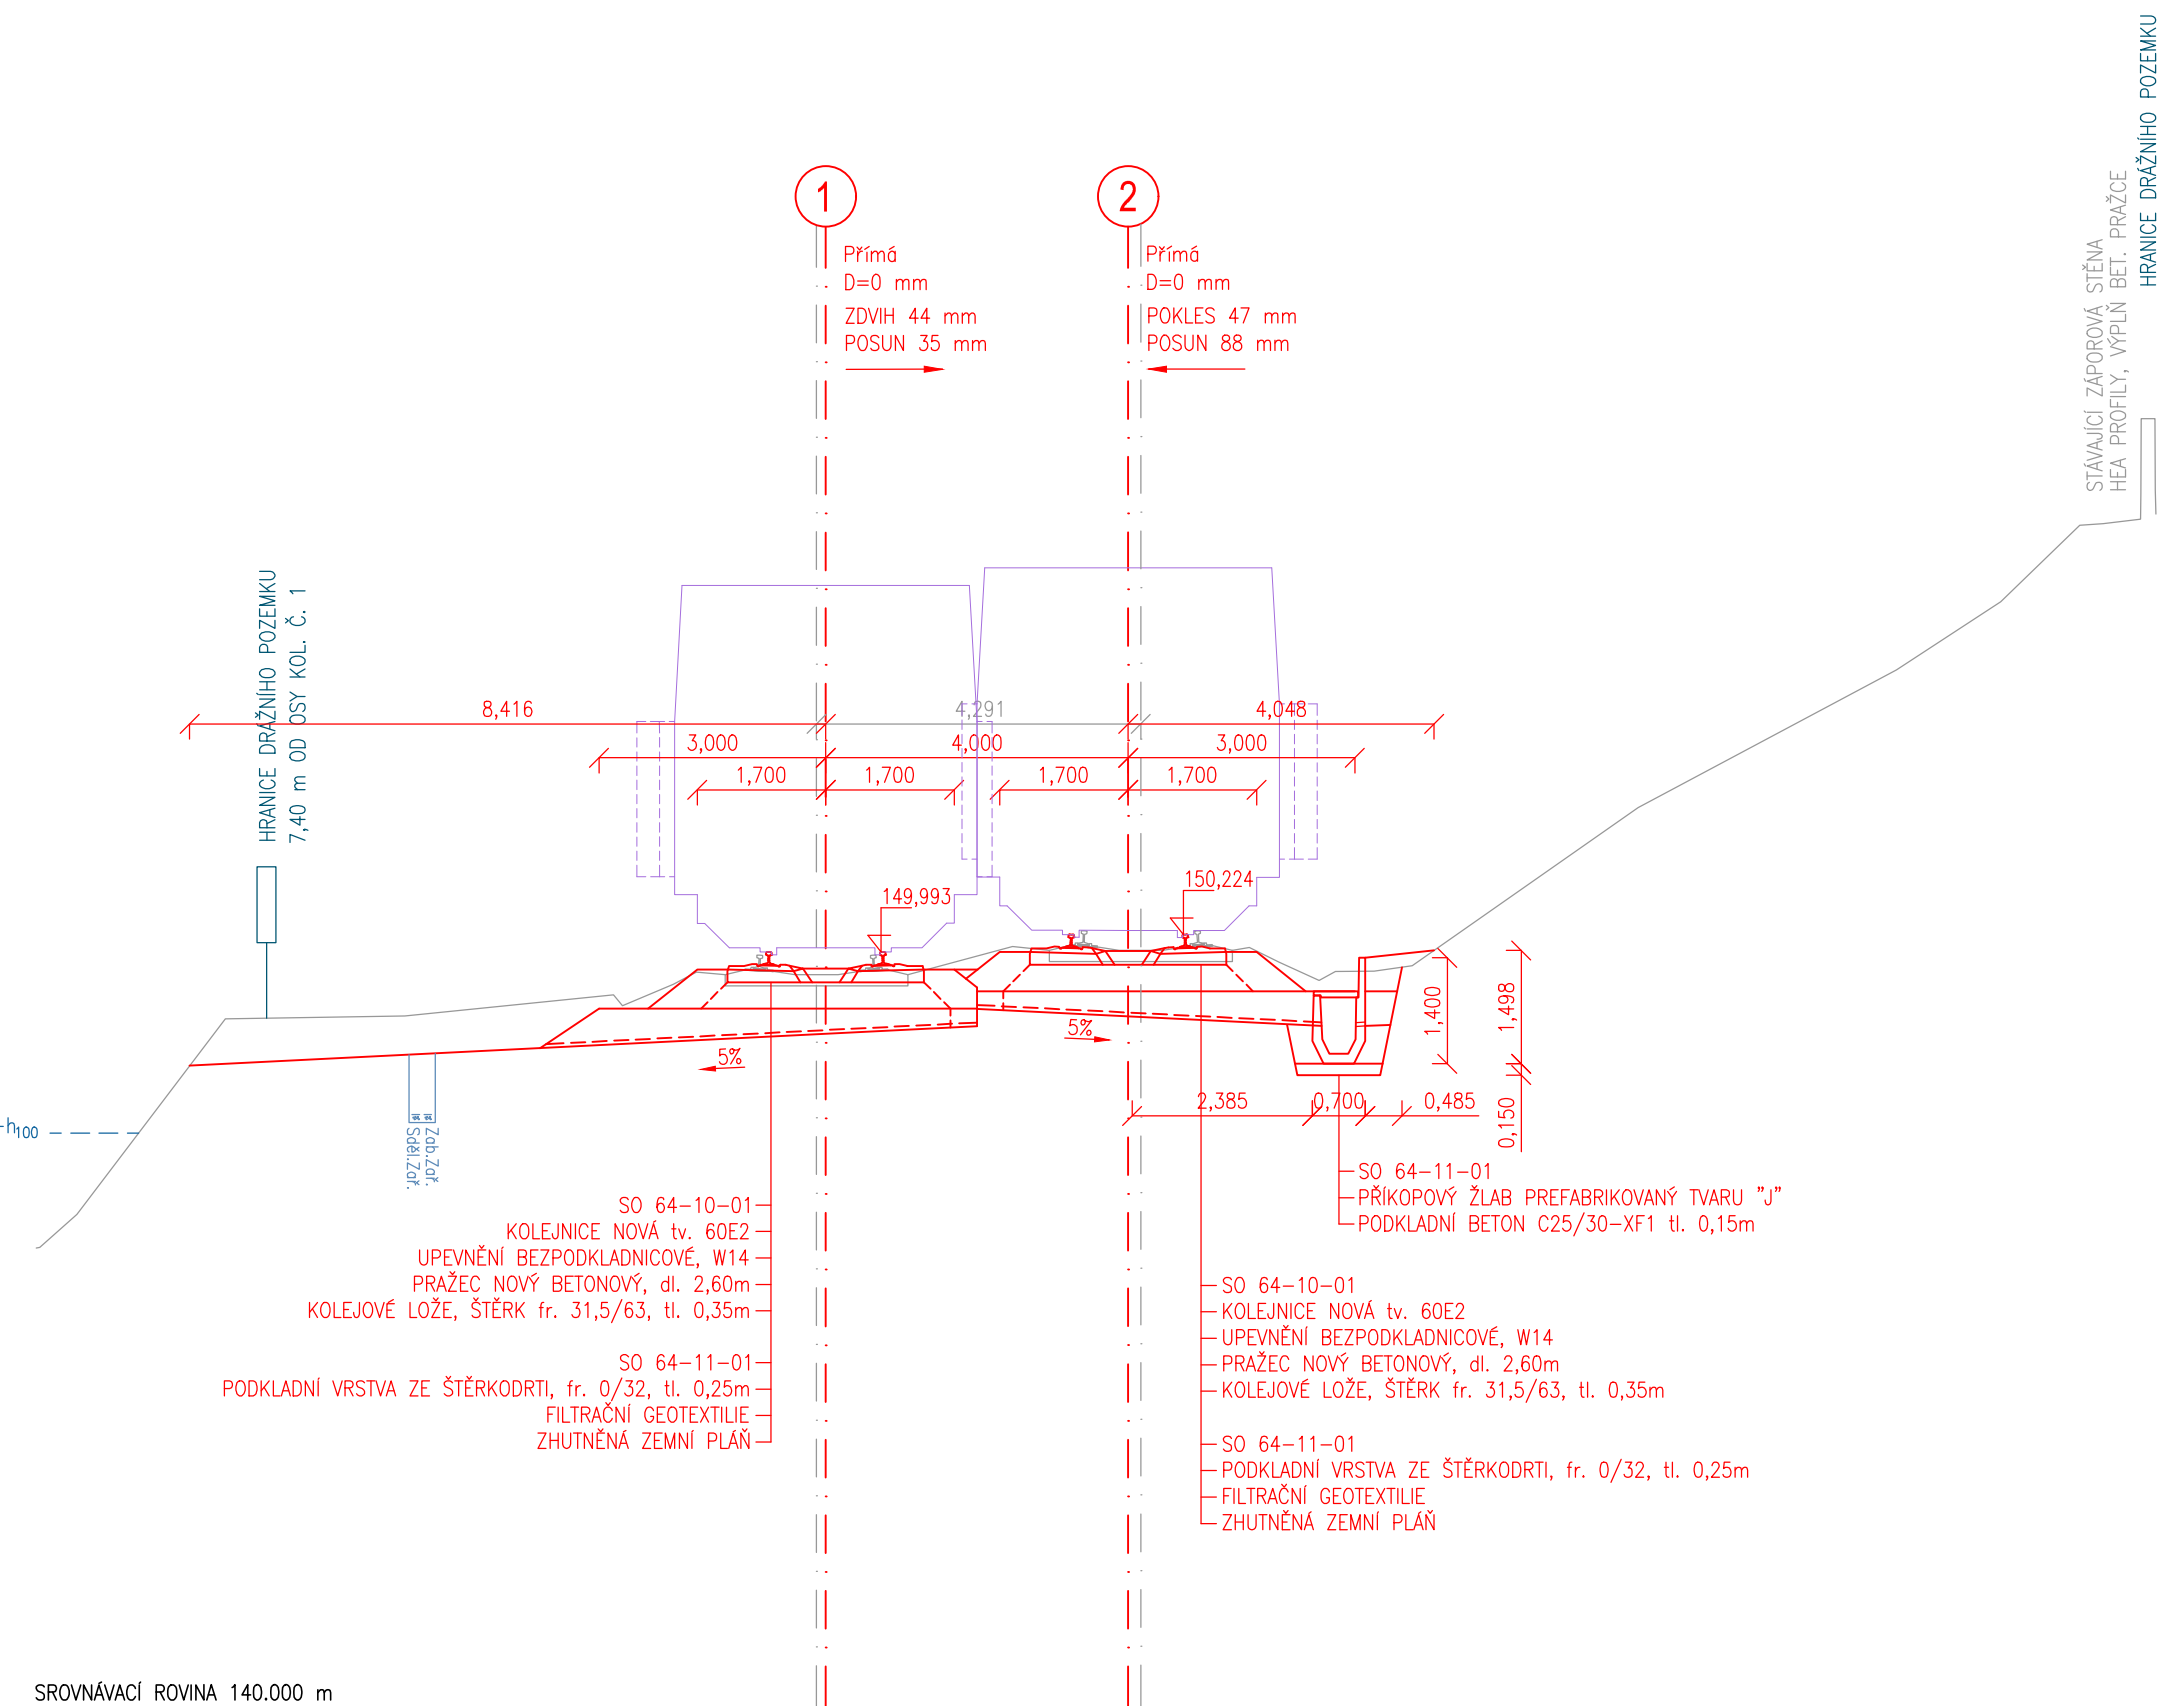 HRANICE DRÁŽNÍHO POZEMKU
STÁVAJÍCÍ ZÁPOROVÁ STĚNA
HEA PROFILY, VÝPLŇ BET. PRAŽCE
1
2
Přímá
D=0 mm
ZDVIH 44 mm
POSUN 35 mm
Přímá
D=0 mm
POKLES 47 mm
POSUN 88 mm
HRANICE DRÁŽNÍHO POZEMKU
7,40 m OD OSY KOL. Č. 1
8,416
4,291
4,048
3,000
4,000
3,000
1,700
1,700
1,700
1,700
149,993
150,224
1,400
1,498
5%
5%
2,385
0,700
0,485
0,150
h100
Zab.Zař.
Sděl.Zař.
SO 64-10-01
KOLEJNICE NOVÁ tv. 60E2
UPEVNĚNÍ BEZPODKLADNICOVÉ, W14
PRAŽEC NOVÝ BETONOVÝ, dl. 2,60m
KOLEJOVÉ LOŽE, ŠTĚRK fr. 31,5/63, tl. 0,35m
SO 64-11-01
PODKLADNÍ VRSTVA ZE ŠTĚRKODRTI, fr. 0/32, tl. 0,25m
FILTRAČNÍ GEOTEXTILIE
ZHUTNĚNÁ ZEMNÍ PLÁŇ
SO 64-11-01
PŘÍKOPOVÝ ŽLAB PREFABRIKOVANÝ TVARU "J"
PODKLADNÍ BETON C25/30-XF1 tl. 0,15m
SO 64-10-01
KOLEJNICE NOVÁ tv. 60E2
UPEVNĚNÍ BEZPODKLADNICOVÉ, W14
PRAŽEC NOVÝ BETONOVÝ, dl. 2,60m
KOLEJOVÉ LOŽE, ŠTĚRK fr. 31,5/63, tl. 0,35m
SO 64-11-01
PODKLADNÍ VRSTVA ZE ŠTĚRKODRTI, fr. 0/32, tl. 0,25m
FILTRAČNÍ GEOTEXTILIE
ZHUTNĚNÁ ZEMNÍ PLÁŇ
SROVNÁVACÍ ROVINA 140.000 m